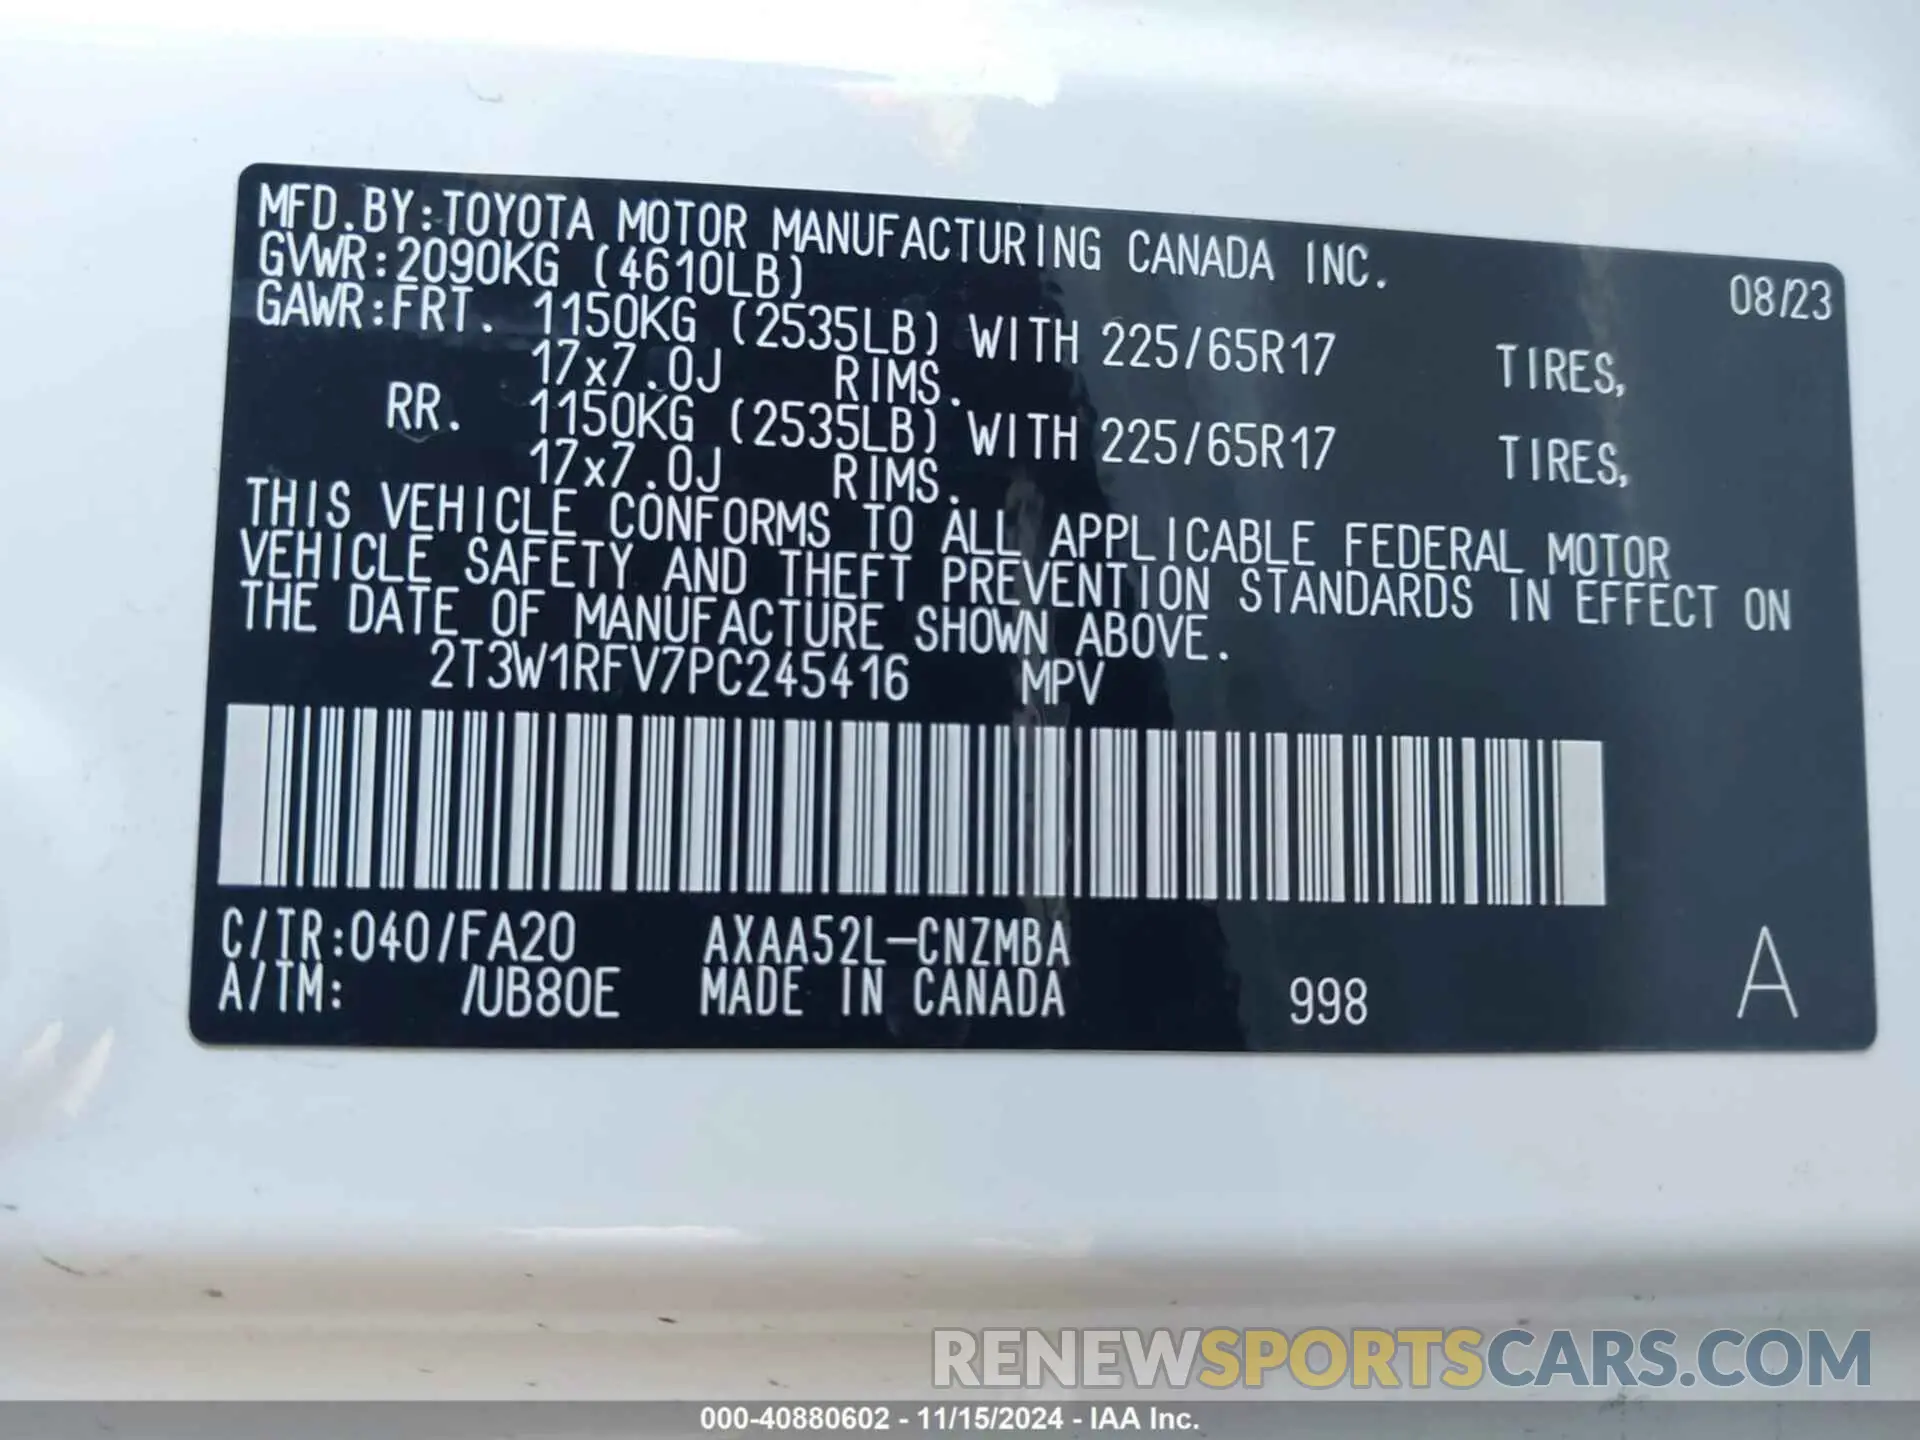 MFD.BY:TOYOTA MOTOR MANUFACTURING CANADA INC. 08/23
GVWR:2090KG (4610LB)
GAWR:FRT. 1150KG (2535LB) WITH 225/65R17 TIRES,
17x7.0J RIMS.
RR. 1150KG (2535LB) WITH 225/65R17 TIRES,
17x7.0J RIMS.
THIS VEHICLE CONFORMS TO ALL APPLICABLE FEDERAL MOTOR
VEHICLE SAFETY AND THEFT PREVENTION STANDARDS IN EFFECT ON
THE DATE OF MANUFACTURE SHOWN ABOVE.
2T3W1RFV7PC245416 MPV
C/TR:040/FA20 AXAA52L-CNZMBA
A/TM: /UB80E MADE IN CANADA 998 A
RENEWSPORTSCARS.COM
000-40880602 - 11/15/2024 - IAA Inc.